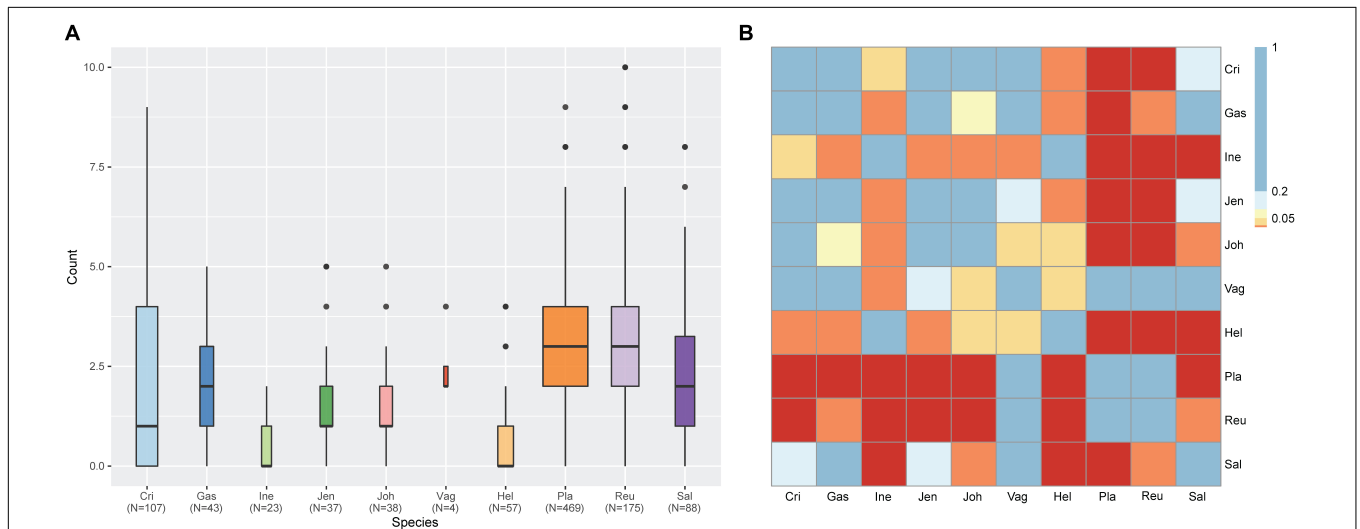 A
10.0
7.5
5.0
2.5
0.0
Count
Cri Gas Ine Jen Joh Vag Hel Pla Reu Sal
(N=107) (N=43) (N=23) (N=37) (N=38) (N=4) (N=57) (N=469) (N=175) (N=88)
Species
B
Cri
Gas
Ine
Jen
Joh
Vag
Hel
Pla
Reu
Sal
Cri Gas Ine Jen Joh Vag Hel Pla Reu Sal
1
0.2
0.05